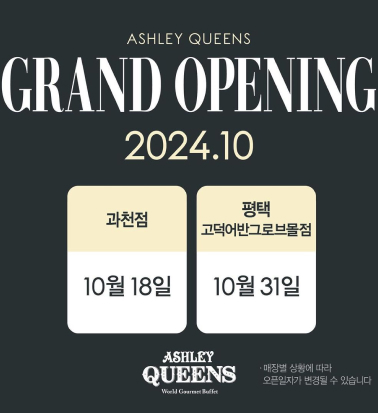 ASHLEY QUEENS
GRAND OPENING
2024.10
과천점
10월 18일
평택
고덕어반그로브몰점
10월 31일
ASHLEY
QUEENS
World Gourmet Buffet
· 매장별 상황에 따라
오픈일자가 변경될 수 있습니다